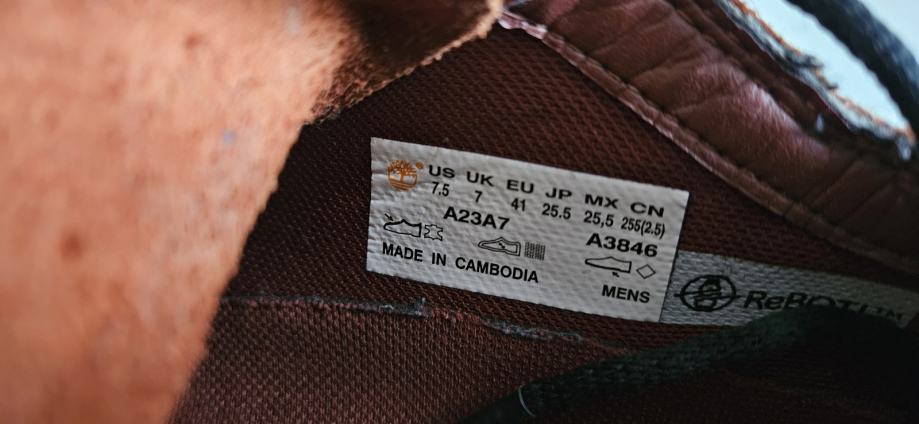 US UK EU JP MX CN
7.5 7 41 25.5 25,5 255(2.5)
A23A7 A3846
MADE IN CAMBODIA MENS
ReBOTL™